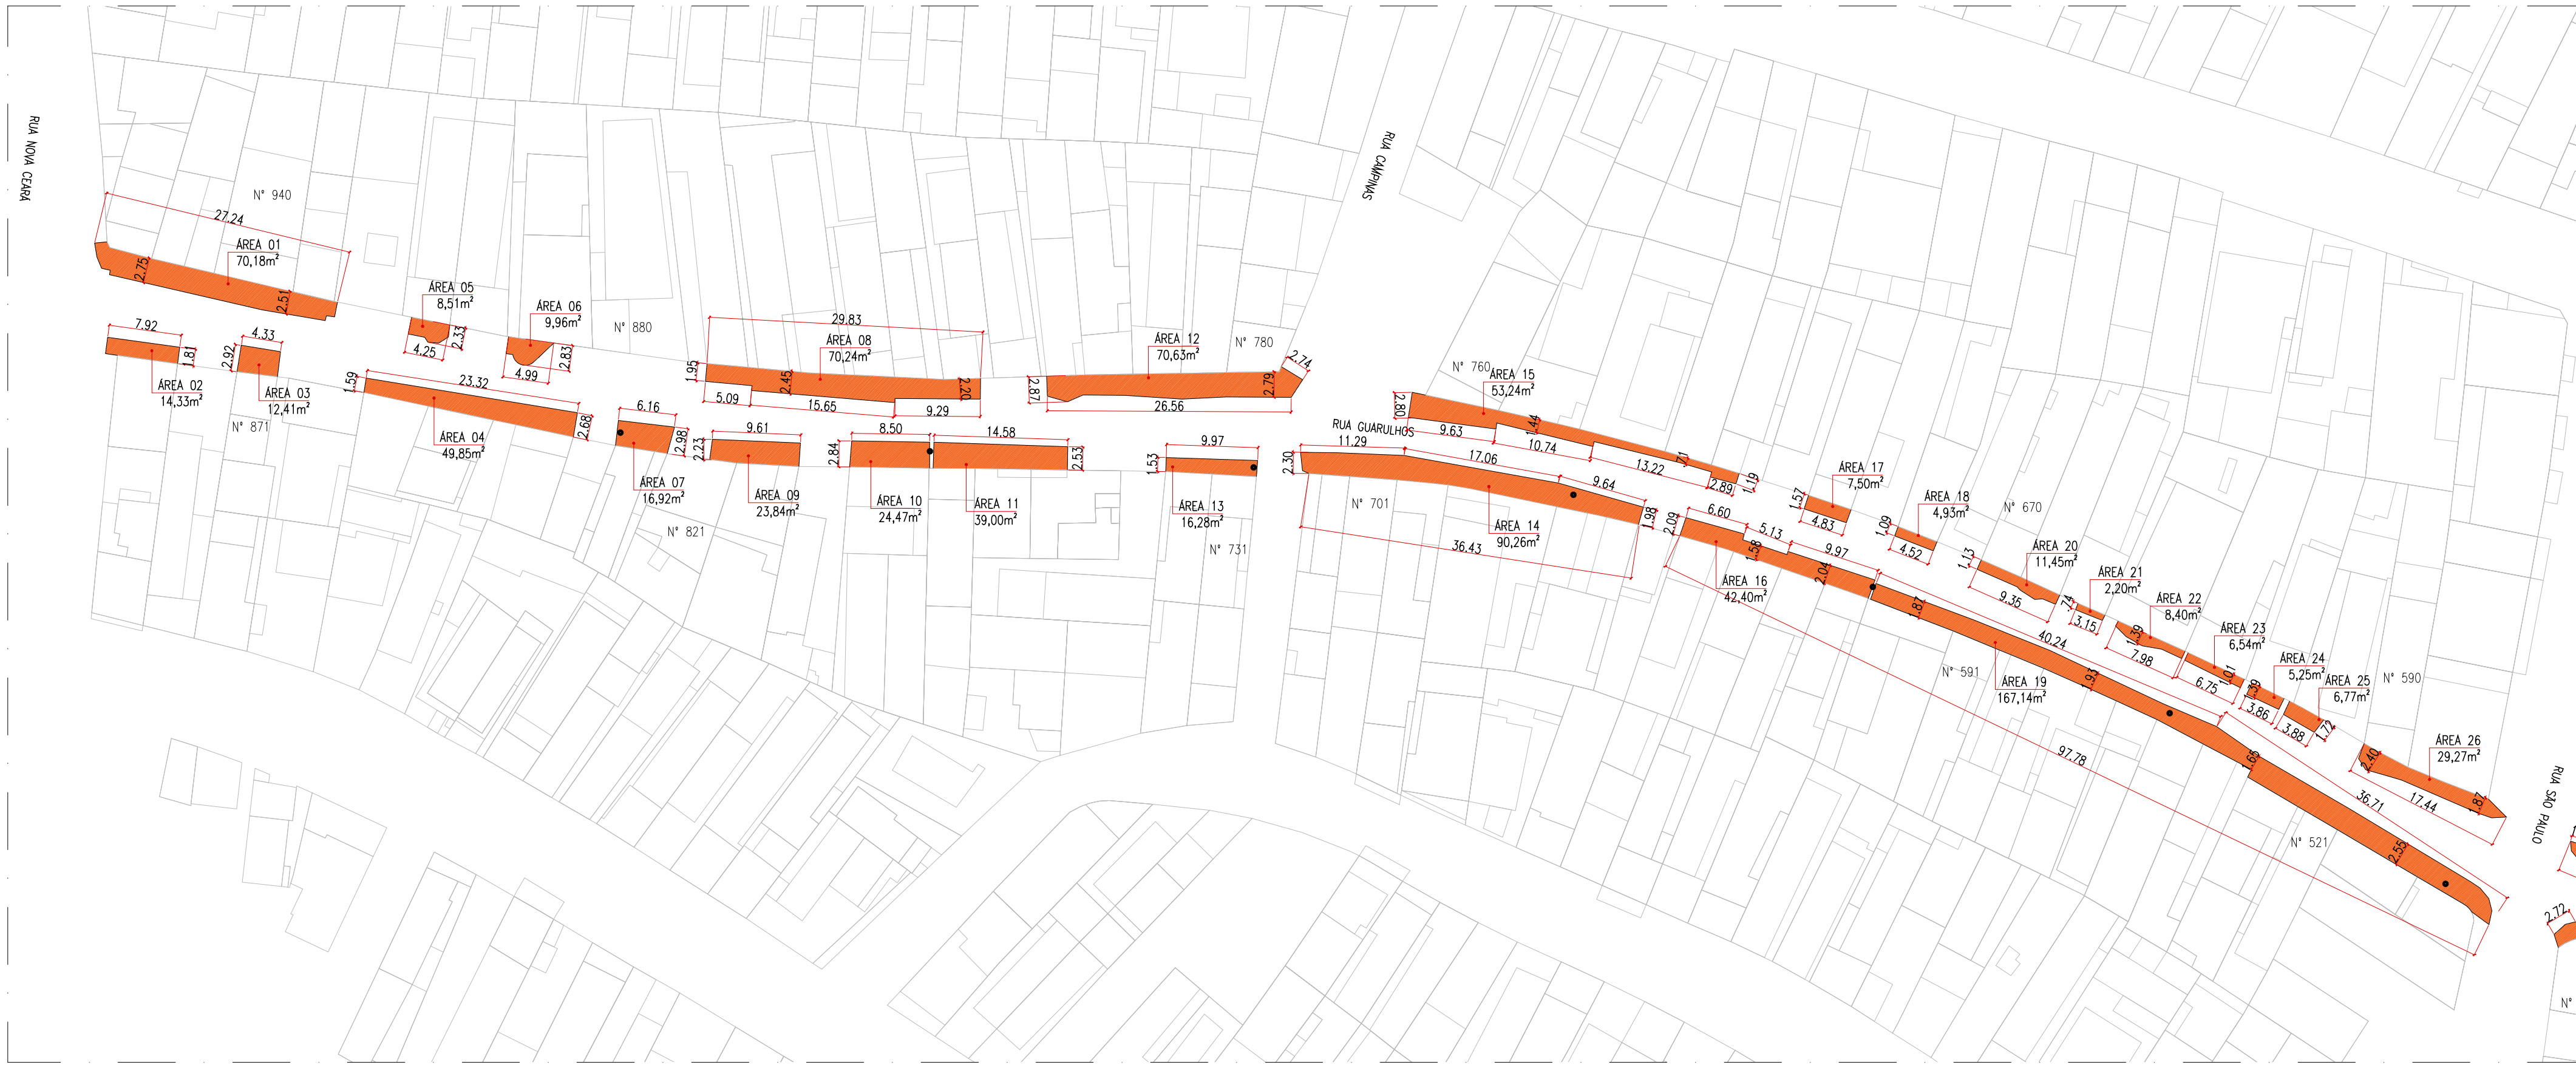 RUA NOVA CEARÁ
N° 940
27.24
ÁREA 01
70,18m²
2.75
2.51
7.92
1.81
ÁREA 02
14,33m²
4.33
2.92
ÁREA 03
12,41m²
N° 871
ÁREA 05
8,51m²
2.33
4.25
ÁREA 06
9,96m²
2.83
4.99
N° 880
1.59
23.32
2.68
ÁREA 04
49,85m²
6.16
2.98
ÁREA 07
16,92m²
N° 821
29.83
ÁREA 08
70,24m²
1.95
2.45
2.20
5.09
15.65
9.29
9.61
2.23
ÁREA 09
23,84m²
8.50
2.84
ÁREA 10
24,47m²
14.58
2.53
ÁREA 11
39,00m²
ÁREA 12
70,63m²
2.87
2.79
2.74
26.56
N° 780
9.97
1.53
ÁREA 13
16,28m²
N° 731
RUA CAMPINAS
RUA GUARULHOS
11.29
2.30
17.06
9.64
1.98
N° 701
ÁREA 14
90,26m²
36.43
N° 760
ÁREA 15
53,24m²
2.80
1.44
9.63
10.74
13.22
.71
2.89
1.19
2.09
6.60
5.13
1.58
9.97
2.04
ÁREA 16
42,40m²
ÁREA 17
7,50m²
1.57
4.83
ÁREA 18
4,93m²
1.09
4.52
N° 670
1.87
40.24
1.93
N° 591
ÁREA 19
167,14m²
97.78
1.65
36.71
2.55
N° 521
ÁREA 20
11,45m²
1.13
9.35
ÁREA 21
2,20m²
.74
3.15
ÁREA 22
8,40m²
1.39
7.98
ÁREA 23
6,54m²
1.01
6.75
ÁREA 24
5,25m²
1.39
3.86
ÁREA 25
6,77m²
3.88
1.72
N° 590
ÁREA 26
29,27m²
2.40
17.44
1.87
RUA SÃO PAULO
2.72
N°